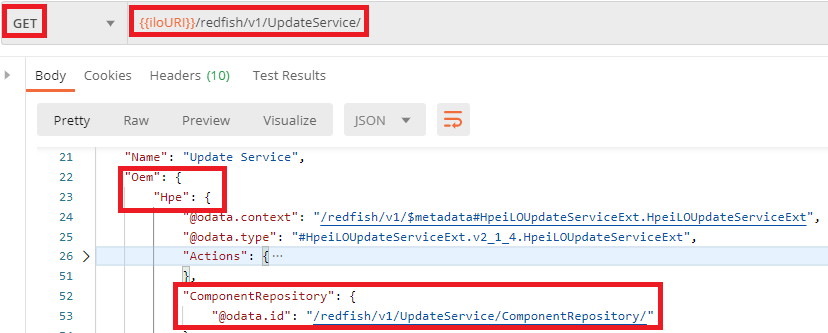 GET {{iloURI}}/redfish/v1/UpdateService/
Body Cookies Headers (10) Test Results
Pretty Raw Preview Visualize JSON
21 "Name": "Update Service",
22 "Oem": {
23 "Hpe": {
24 "@odata.context": "/redfish/v1/$metadata#HpeiLOUpdateServiceExt.HpeiLOUpdateServiceExt",
25 "@odata.type": "#HpeiLOUpdateServiceExt.v2_1_4.HpeiLOUpdateServiceExt",
26 "Actions": {···
51 },
52 "ComponentRepository": {
53 "@odata.id": "/redfish/v1/UpdateService/ComponentRepository/"